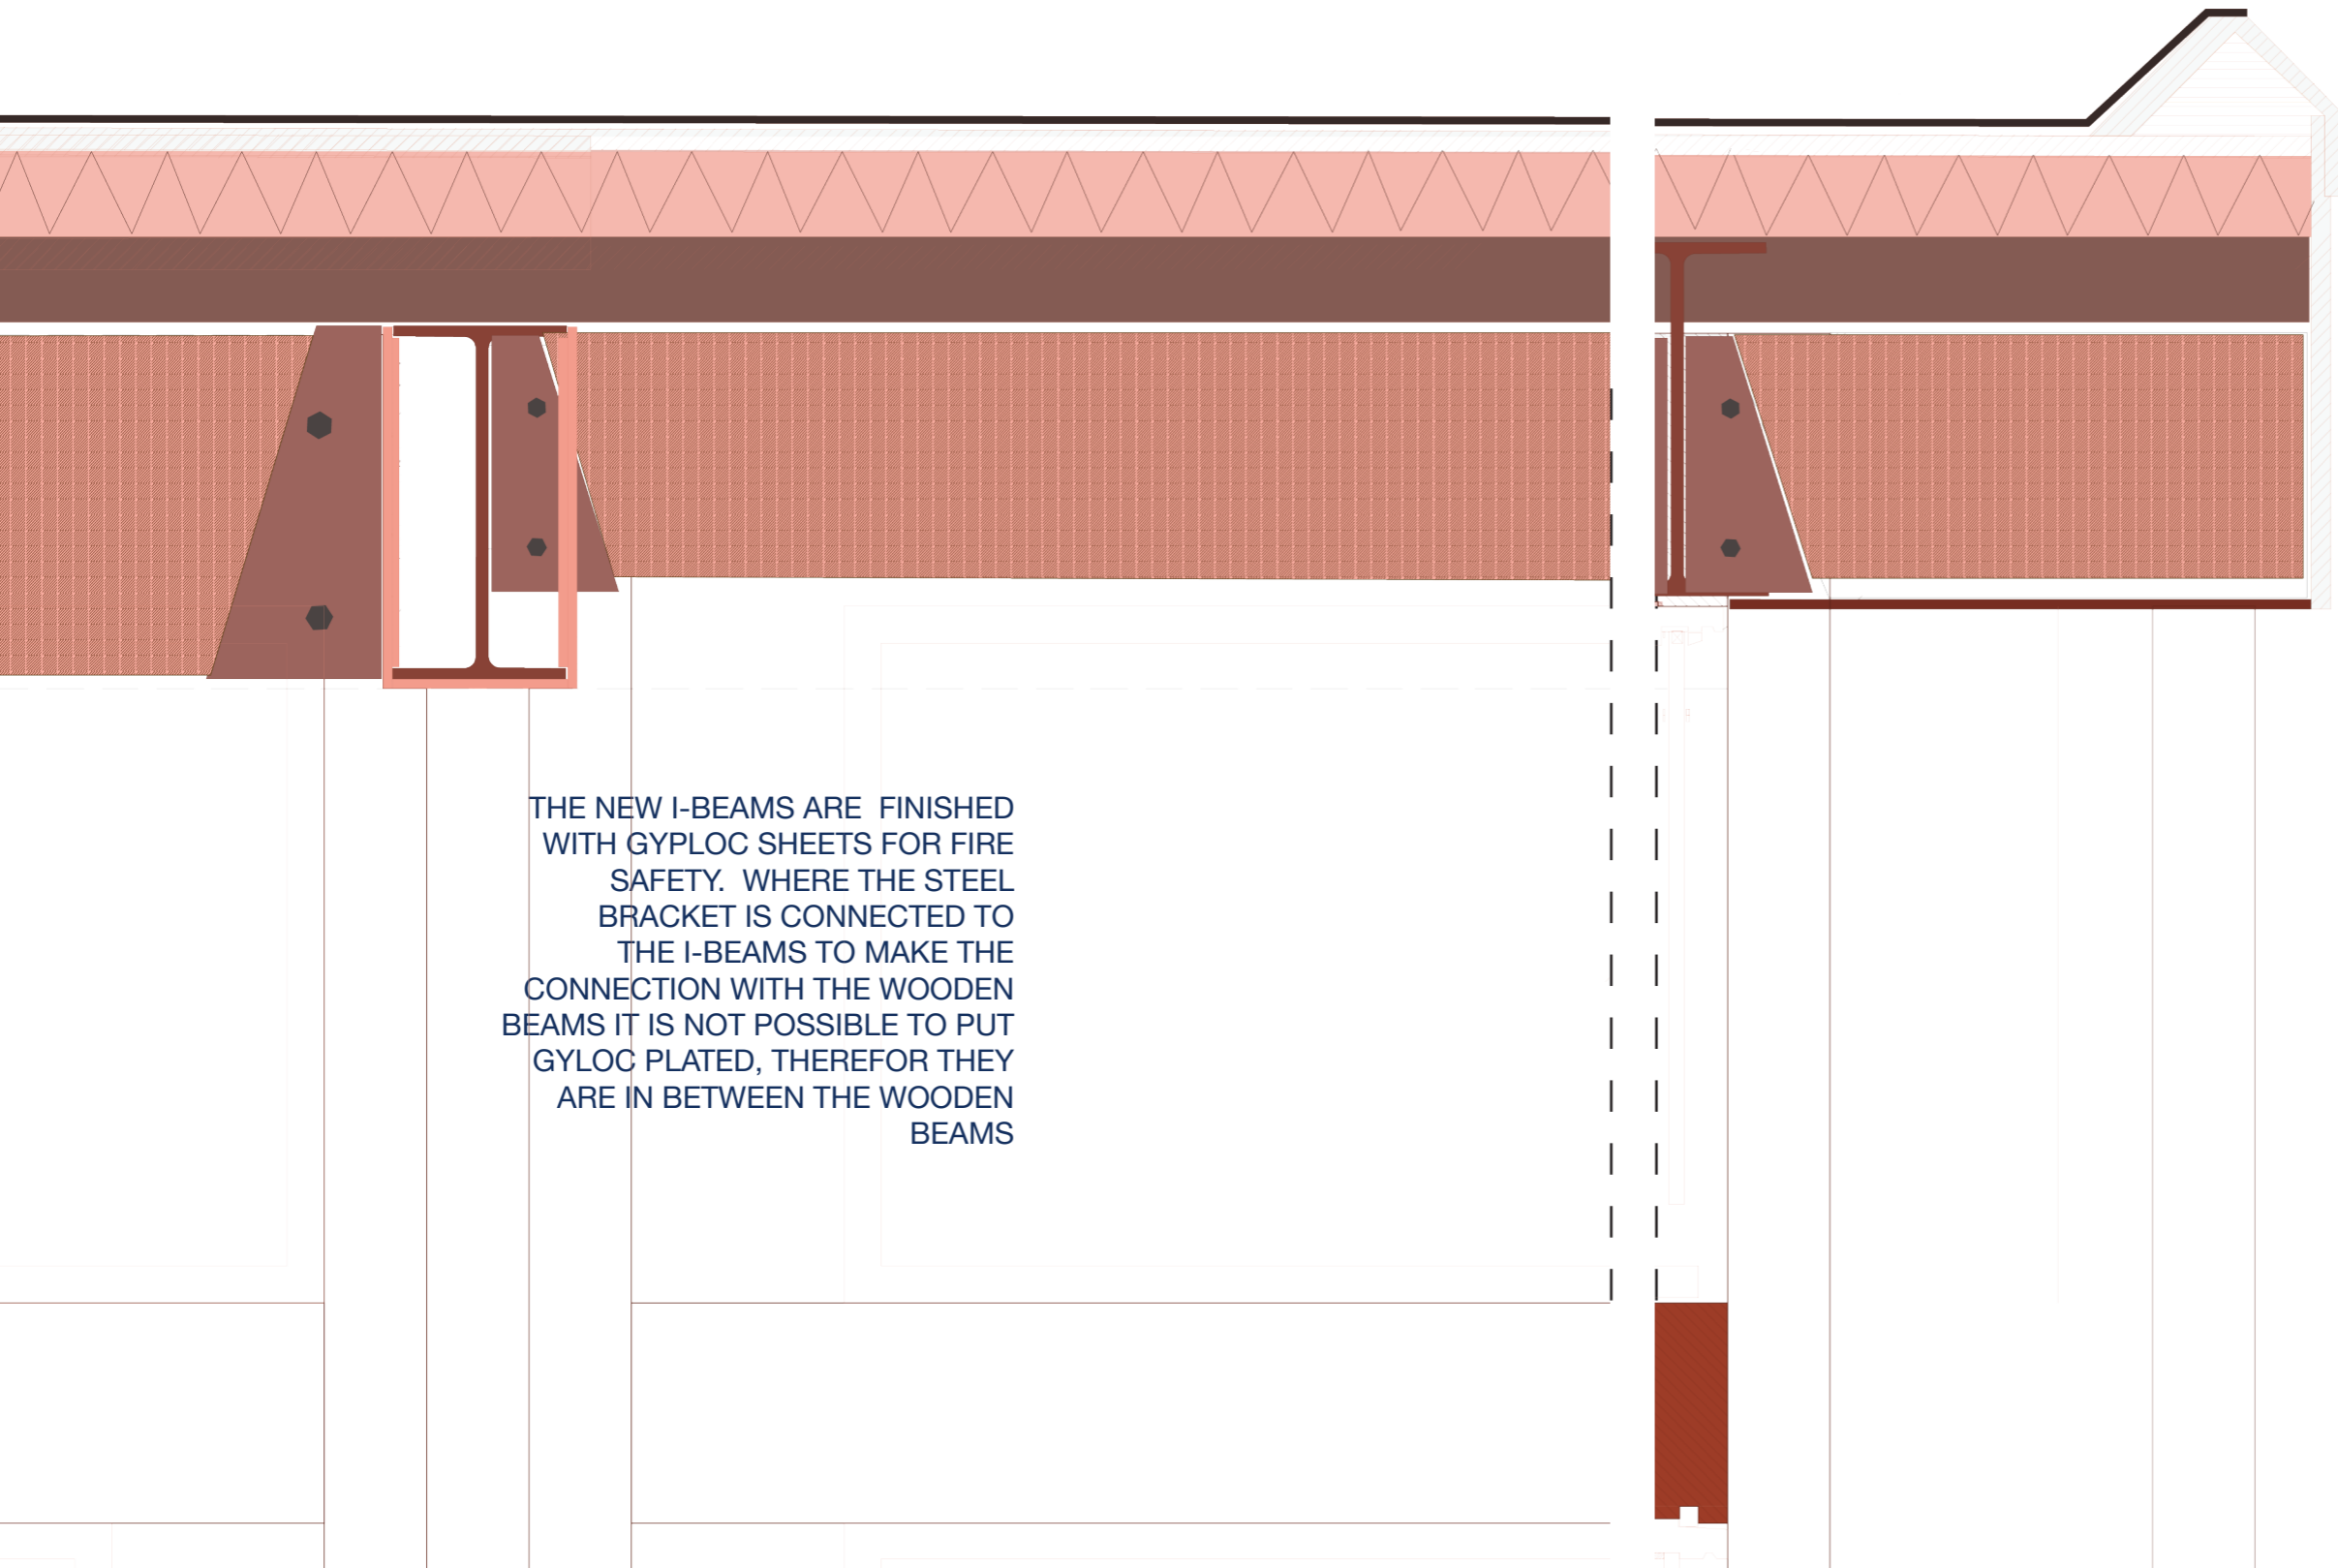 THE NEW I-BEAMS ARE  FINISHED
WITH GYPLOC SHEETS FOR FIRE
SAFETY.  WHERE THE STEEL
BRACKET IS CONNECTED TO
THE I-BEAMS TO MAKE THE
CONNECTION WITH THE WOODEN
BEAMS IT IS NOT POSSIBLE TO PUT
GYLOC PLATED, THEREFOR THEY
ARE IN BETWEEN THE WOODEN
BEAMS